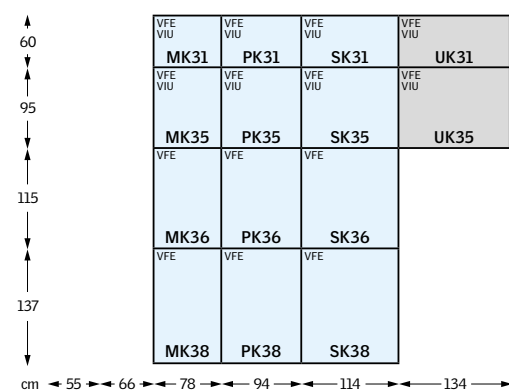 60
VFE
VIU
MK31
VFE
VIU
PK31
VFE
VIU
SK31
VFE
VIU
UK31
95
VFE
VIU
MK35
VFE
VIU
PK35
VFE
VIU
SK35
VFE
VIU
UK35
115
VFE
MK36
VFE
PK36
VFE
SK36
137
VFE
MK38
VFE
PK38
VFE
SK38
cm 55 66 78 94 114 134